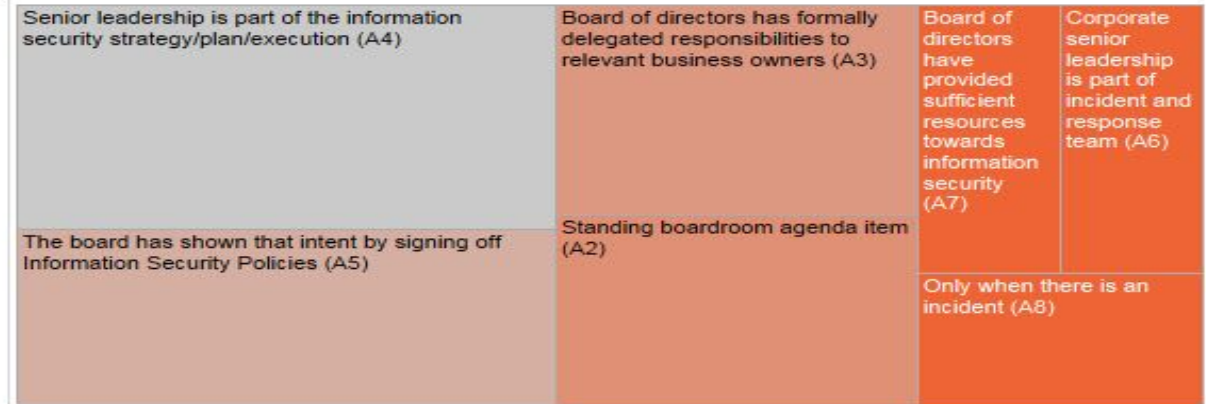 Senior leadership is part of the information
security strategy/plan/execution (A4)
The board has shown that intent by signing off
Information Security Policies (A5)
Board of directors has formally
delegated responsibilities to
relevant business owners (A3)
Standing boardroom agenda item
(A2)
Board of
directors
have
provided
sufficient
resources
towards
information
security
(A7)
Corporate
senior
leadership
is part of
incident and
response
team (A6)
Only when there is an
incident (A8)